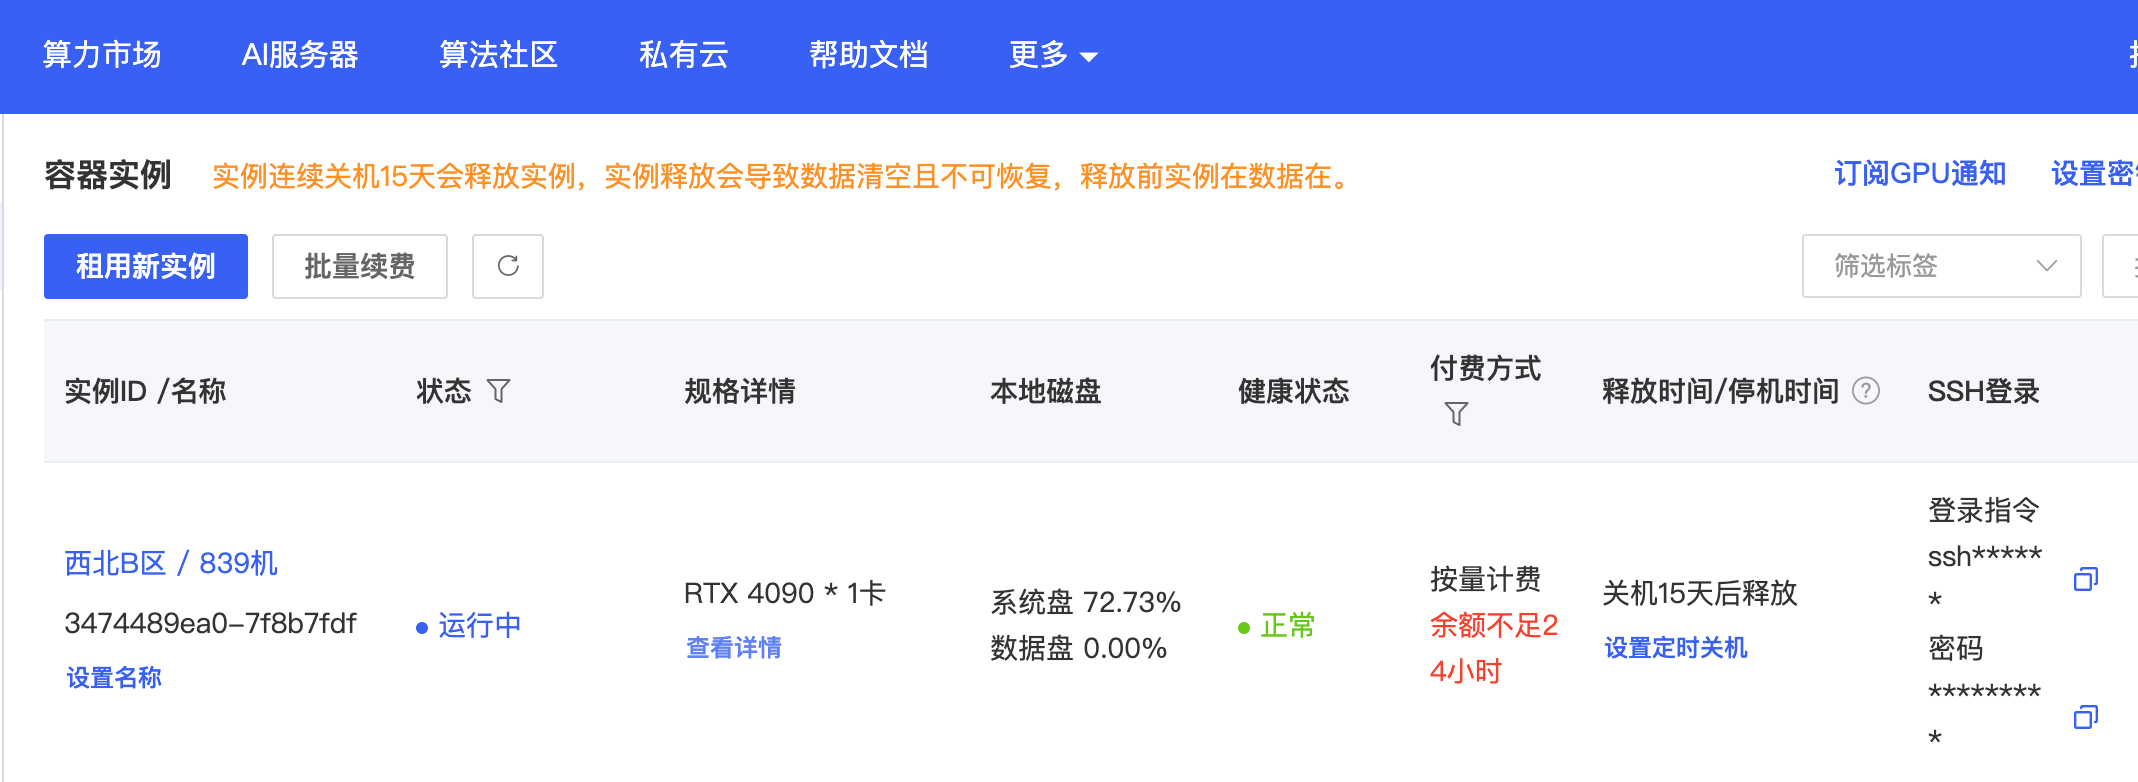 算力市场 AI服务器 算法社区 私有云 帮助文档 更多
容器实例 实例连续关机15天会释放实例，实例释放会导致数据清空且不可恢复，释放前实例在数据在。 订阅GPU通知 设置密
租用新实例 批量续费 筛选标签
实例ID /名称 状态 规格详情 本地磁盘 健康状态 付费方式 释放时间/停机时间 ? SSH登录
西北B区 / 839机
3474489ea0-7f8b7fdf
设置名称
运行中
RTX 4090 * 1卡
查看详情
系统盘 72.73%
数据盘 0.00%
正常
按量计费
余额不足2
4小时
关机15天后释放
设置定时关机
登录指令
ssh*****
*
密码
********
*